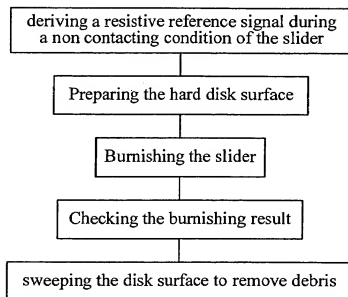 deriving a resistive reference signal during
a non contacting condition of the slider
Preparing the hard disk surface
Burnishing the slider
Checking the burnishing result
sweeping the disk surface to remove debris